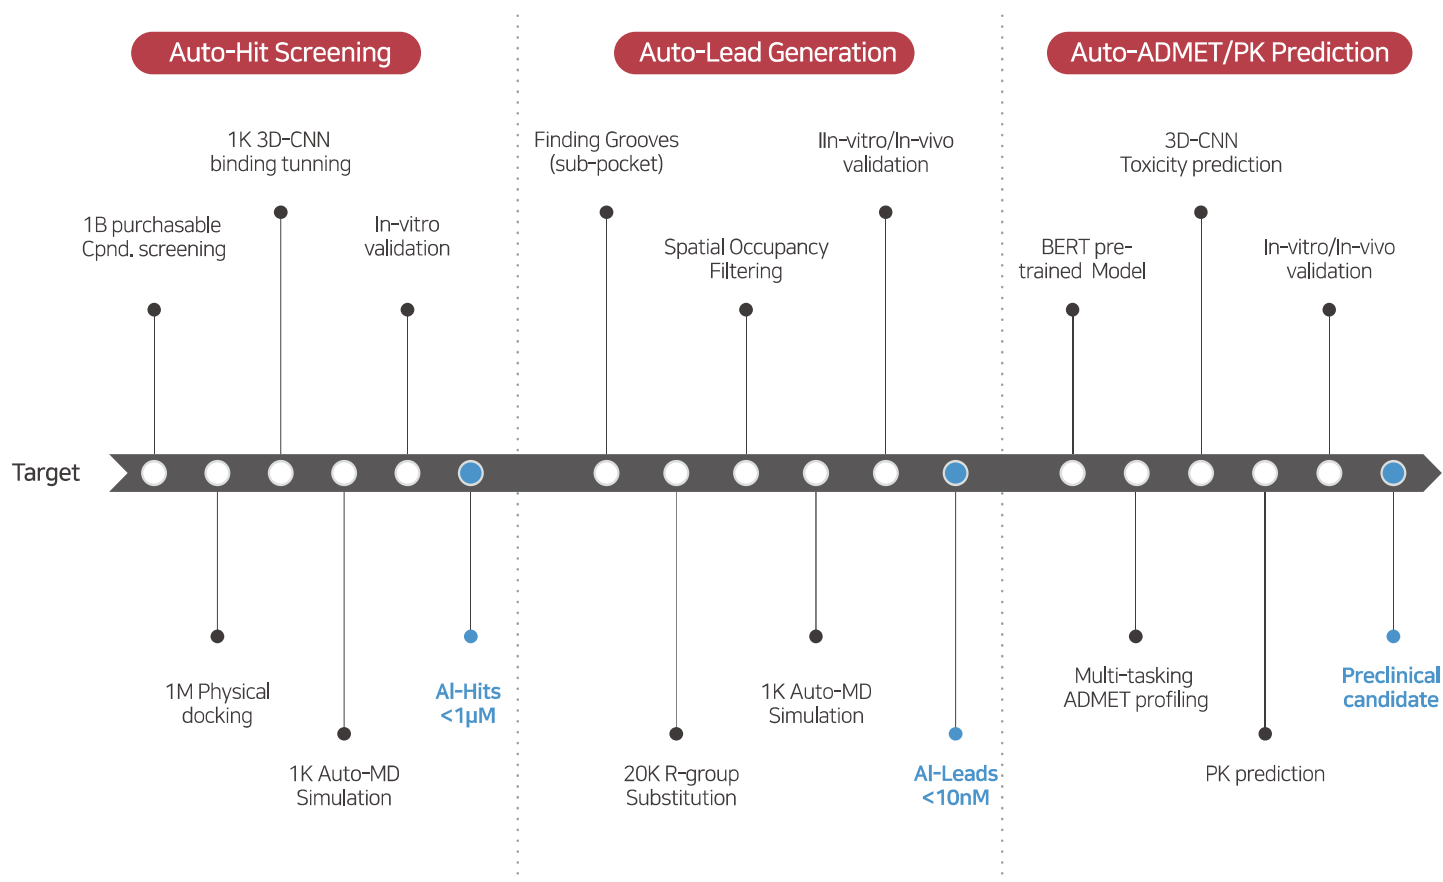 Auto-Hit Screening
Auto-Lead Generation
Auto-ADMET/PK Prediction
1B purchasable
Cpnd. screening
1K 3D-CNN
binding tunning
In-vitro
validation
Finding Grooves
(sub-pocket)
Spatial Occupancy
Filtering
IIn-vitro/In-vivo
validation
BERT pre-
trained Model
3D-CNN
Toxicity prediction
In-vitro/In-vivo
validation
Target
1M Physical
docking
1K Auto-MD
Simulation
AI-Hits
<1μM
20K R-group
Substitution
1K Auto-MD
Simulation
AI-Leads
<10nM
Multi-tasking
ADMET profiling
PK prediction
Preclinical
candidate